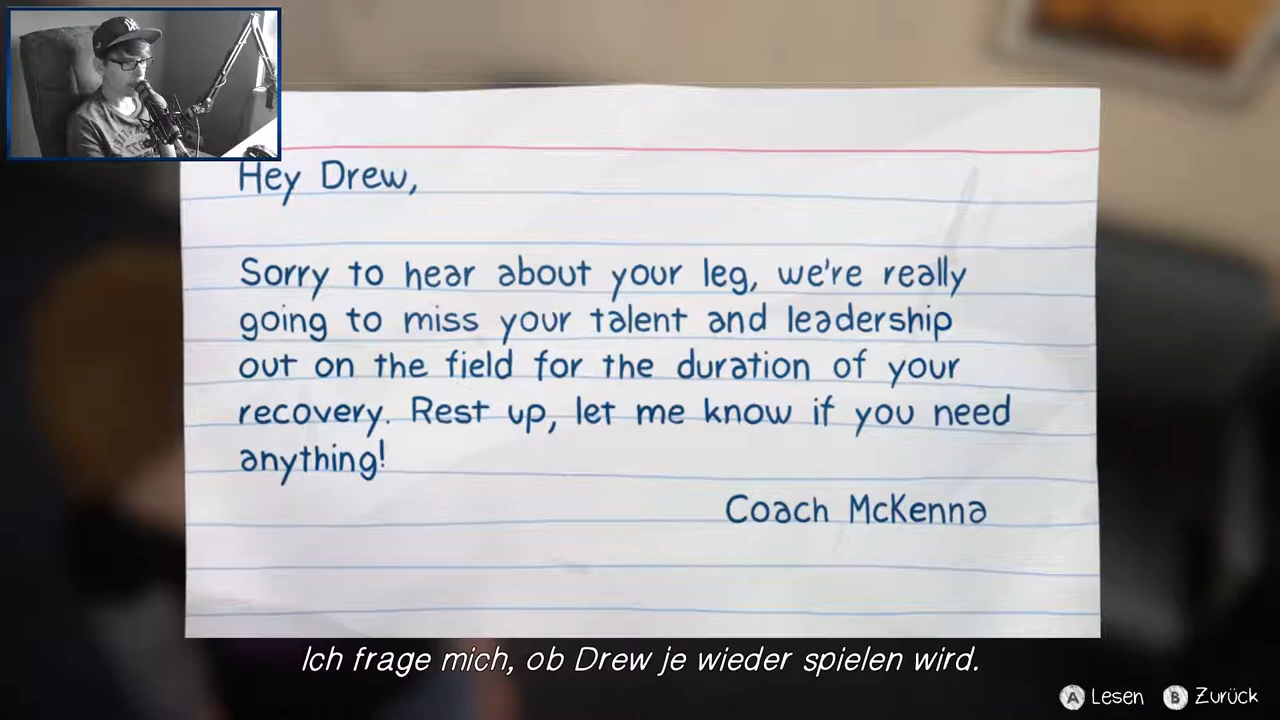 Hey Drew,
Sorry to hear about your leg, we're really
going to miss your talent and leadership
out on the field for the duration of your
recovery. Rest up, let me know if you need
anything!
Coach McKenna
Ich frage mich, ob Drew je wieder spielen wird.
A Lesen B Zurück